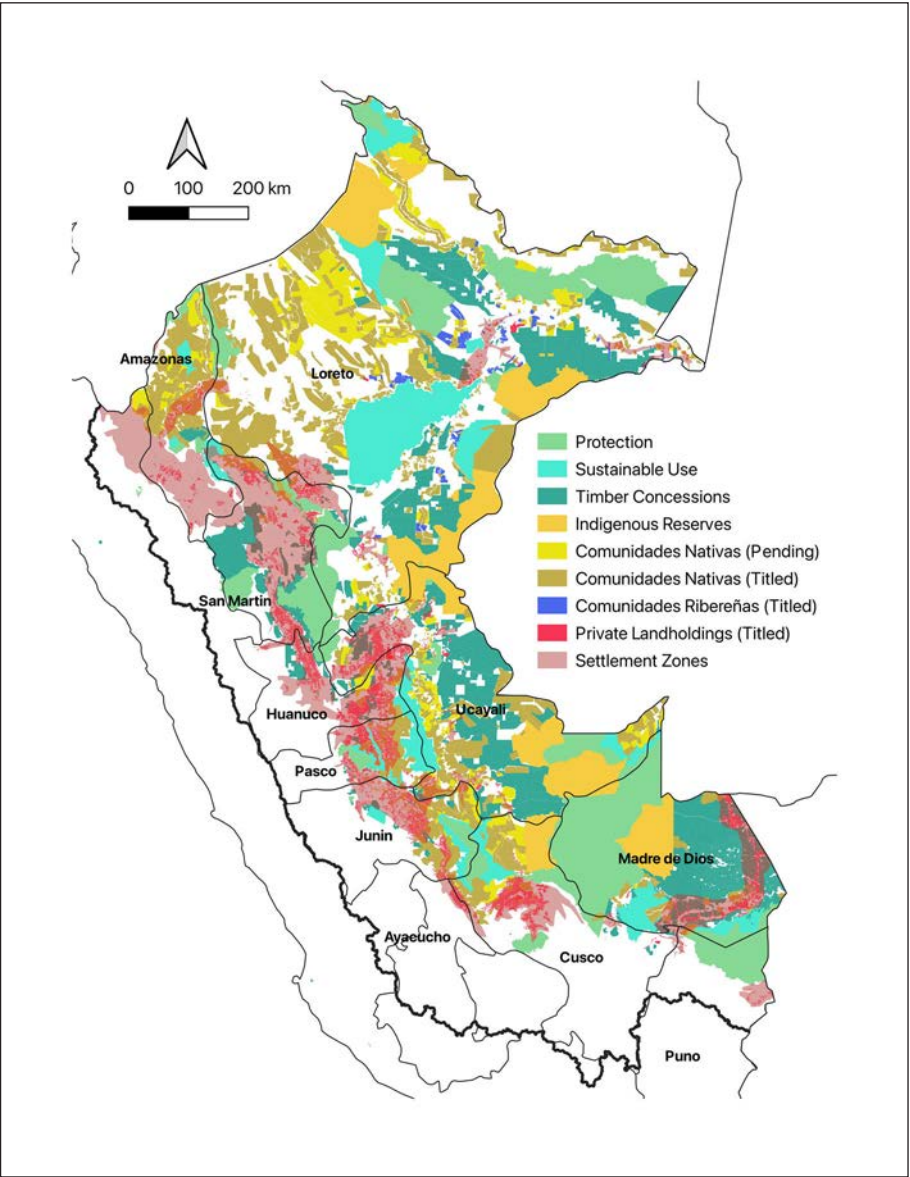 0 100 200 km
Amazonas
Loreto
Protection
Sustainable Use
Timber Concessions
Indigenous Reserves
Comunidades Nativas (Pending)
Comunidades Nativas (Titled)
Comunidades Ribereñas (Titled)
Private Landholdings (Titled)
Settlement Zones
San Martin
Huanuco
Ucayali
Pasco
Junin
Madre de Dios
Ayacucho
Cusco
Puno